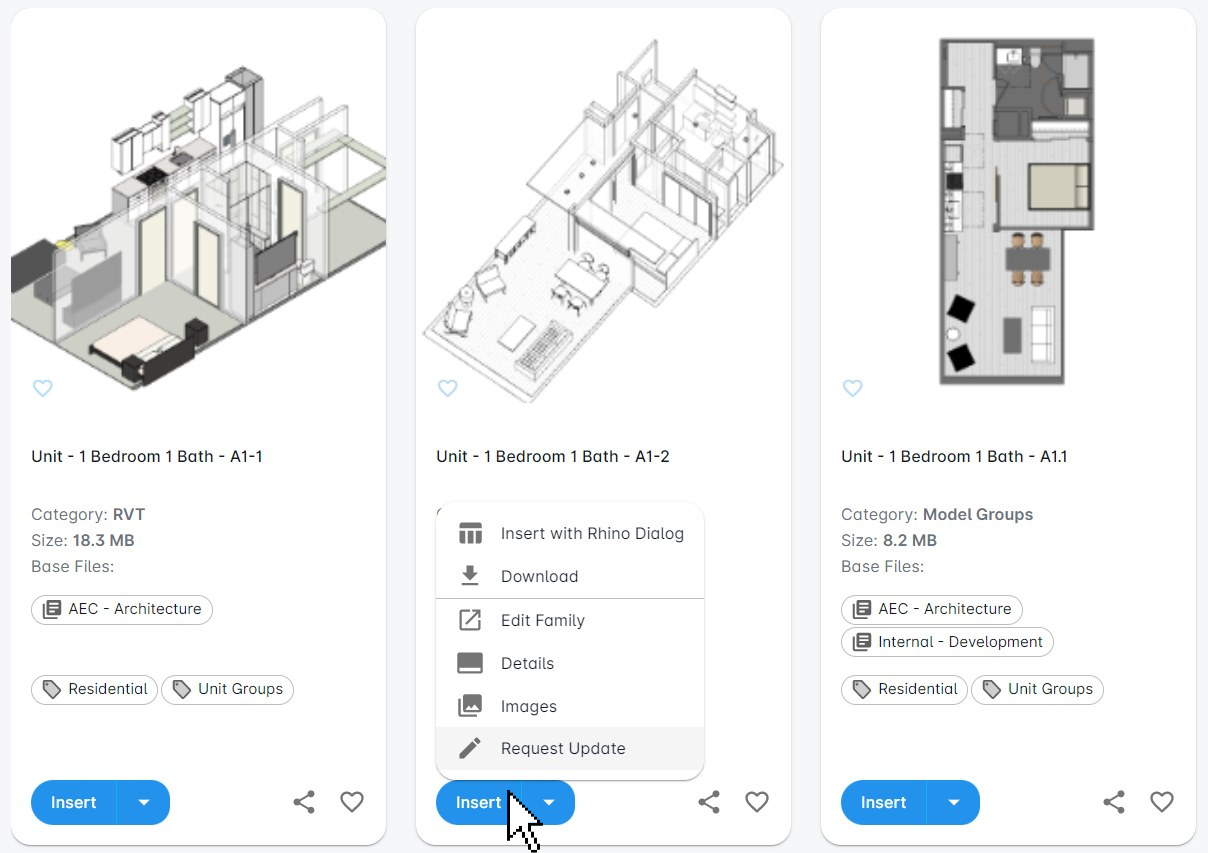 Unit - 1 Bedroom 1 Bath - A1-1
Category: RVT
Size: 18.3 MB
Base Files:
AEC - Architecture
Residential
Unit Groups
Insert
Unit - 1 Bedroom 1 Bath - A1-2
Insert with Rhino Dialog
Download
Edit Family
Details
Images
Request Update
Insert
Unit - 1 Bedroom 1 Bath - A1.1
Category: Model Groups
Size: 8.2 MB
Base Files:
AEC - Architecture
Internal - Development
Residential
Unit Groups
Insert